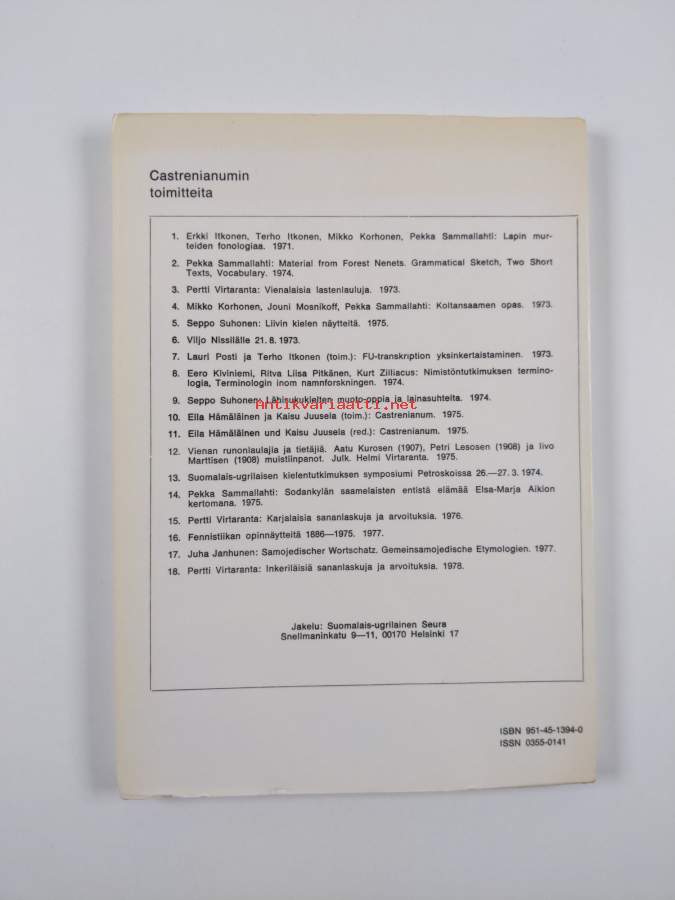 Castrenianumin
toimitteita
1. Erkki Itkonen, Terho Itkonen, Mikko Korhonen, Pekka Sammallahti: Lapin mur-
teiden fonologiaa. 1971.
2. Pekka Sammallahti: Material from Forest Nenets. Grammatical Sketch, Two Short
Texts, Vocabulary. 1974.
3. Pertti Virtaranta: Vienalaisia lastenlauluja. 1973.
4. Mikko Korhonen, Jouni Mosnikoff, Pekka Sammallahti: Koltansaamen opas. 1973.
5. Seppo Suhonen: Liivin kielen näytteitä. 1975.
6. Viljo Nissilälle 21. 8. 1973.
7. Lauri Posti ja Terho Itkonen (toim.): FU-transkription yksinkertaistaminen. 1973.
8. Eero Kiviniemi, Ritva Liisa Pitkänen, Kurt Zilliacus: Nimistöntutkimuksen termino-
logia, Terminologin inom namnforskningen. 1974.
9. Seppo Suhonen: Lähisukukielten muoto-oppia ja lainasuhteita. 1974.
Antikvariaatti.net
10. Eila Hämäläinen ja Kaisu Juusela (toim.): Castrenianum. 1975.
11. Eila Hämäläinen und Kaisu Juusela (red.): Castrenianum. 1975.
12. Vienan runonlaulajia ja tietäjiä. Aatu Kurosen (1907), Petri Lesosen (1908) ja Iivo
Marttisen (1908) muistiinpanot. Julk. Helmi Virtaranta. 1975.
13. Suomalais-ugrilaisen kielentutkimuksen symposiumi Petroskoissa 26.—27. 3. 1974.
14. Pekka Sammallahti: Sodankylän saamelaisten entistä elämää Elsa-Marja Aikion
kertomana. 1975.
15. Pertti Virtaranta: Karjalaisia sananlaskuja ja arvoituksia. 1976.
16. Fennistiikan opinnäytteitä 1886—1975. 1977.
17. Juha Janhunen: Samojedischer Wortschatz. Gemeinsamojedische Etymologien. 1977.
18. Pertti Virtaranta: Inkeriläisiä sananlaskuja ja arvoituksia. 1978.
Jakelu: Suomalais-ugrilainen Seura
Snellmaninkatu 9—11, 00170 Helsinki 17
ISBN 951-45-1394-0
ISSN 0355-0141